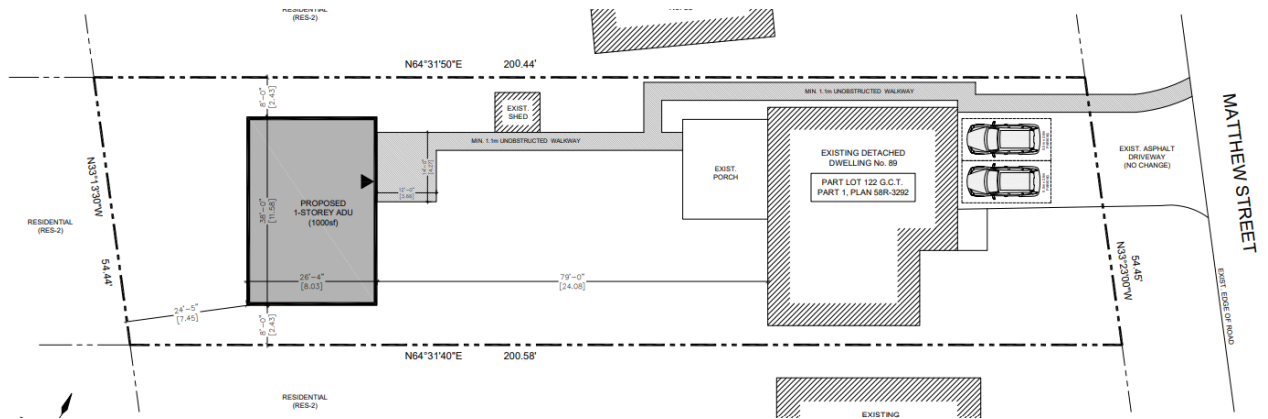 RESIDENTIAL
(RES-2)
N64°31'50"E 200.44'
MIN. 1.1m UNOBSTRUCTED WALKWAY
8'-0"
[2.43]
EXIST.
SHED
MIN. 1.1m UNOBSTRUCTED WALKWAY
14'-0"
[4.27]
12'-0"
[3.66]
N33°13'30"W
54.44'
RESIDENTIAL
(RES-2)
PROPOSED
1-STOREY ADU
(1000sf)
38'-0"
[11.58]
26'-4"
[8.03]
79'-0"
[24.08]
24'-5"
[7.45]
8'-0"
[2.43]
EXIST.
PORCH
EXISTING DETACHED
DWELLING No. 89
PART LOT 122 G.C.T.
PART 1, PLAN 58R-3292
EXIST. ASPHALT
DRIVEWAY
(NO CHANGE)
MATTHEW STREET
N33°23'00"W
54.45'
EXIST. EDGE OF ROAD
N64°31'40"E 200.58'
RESIDENTIAL
(RES-2)
EXISTING